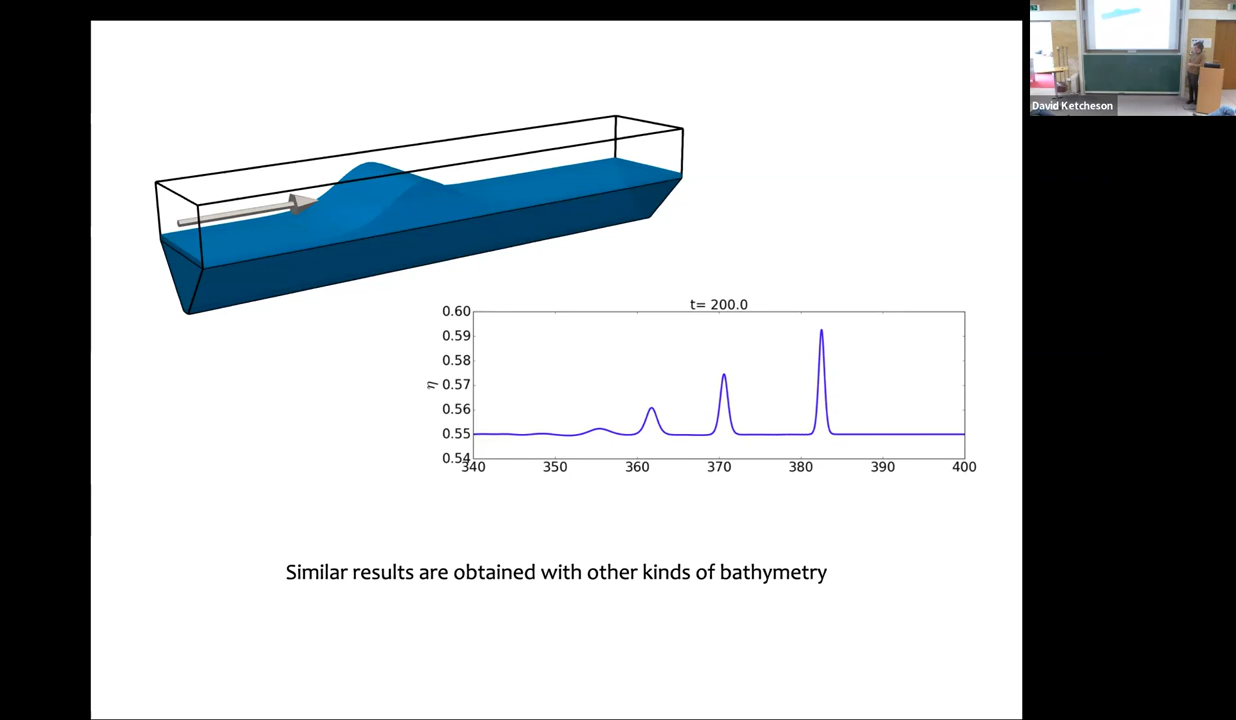 David Ketcheson
t= 200.0
0.60
0.59
0.58
0.57
0.56
0.55
0.54
η
340 350 360 370 380 390 400
Similar results are obtained with other kinds of bathymetry